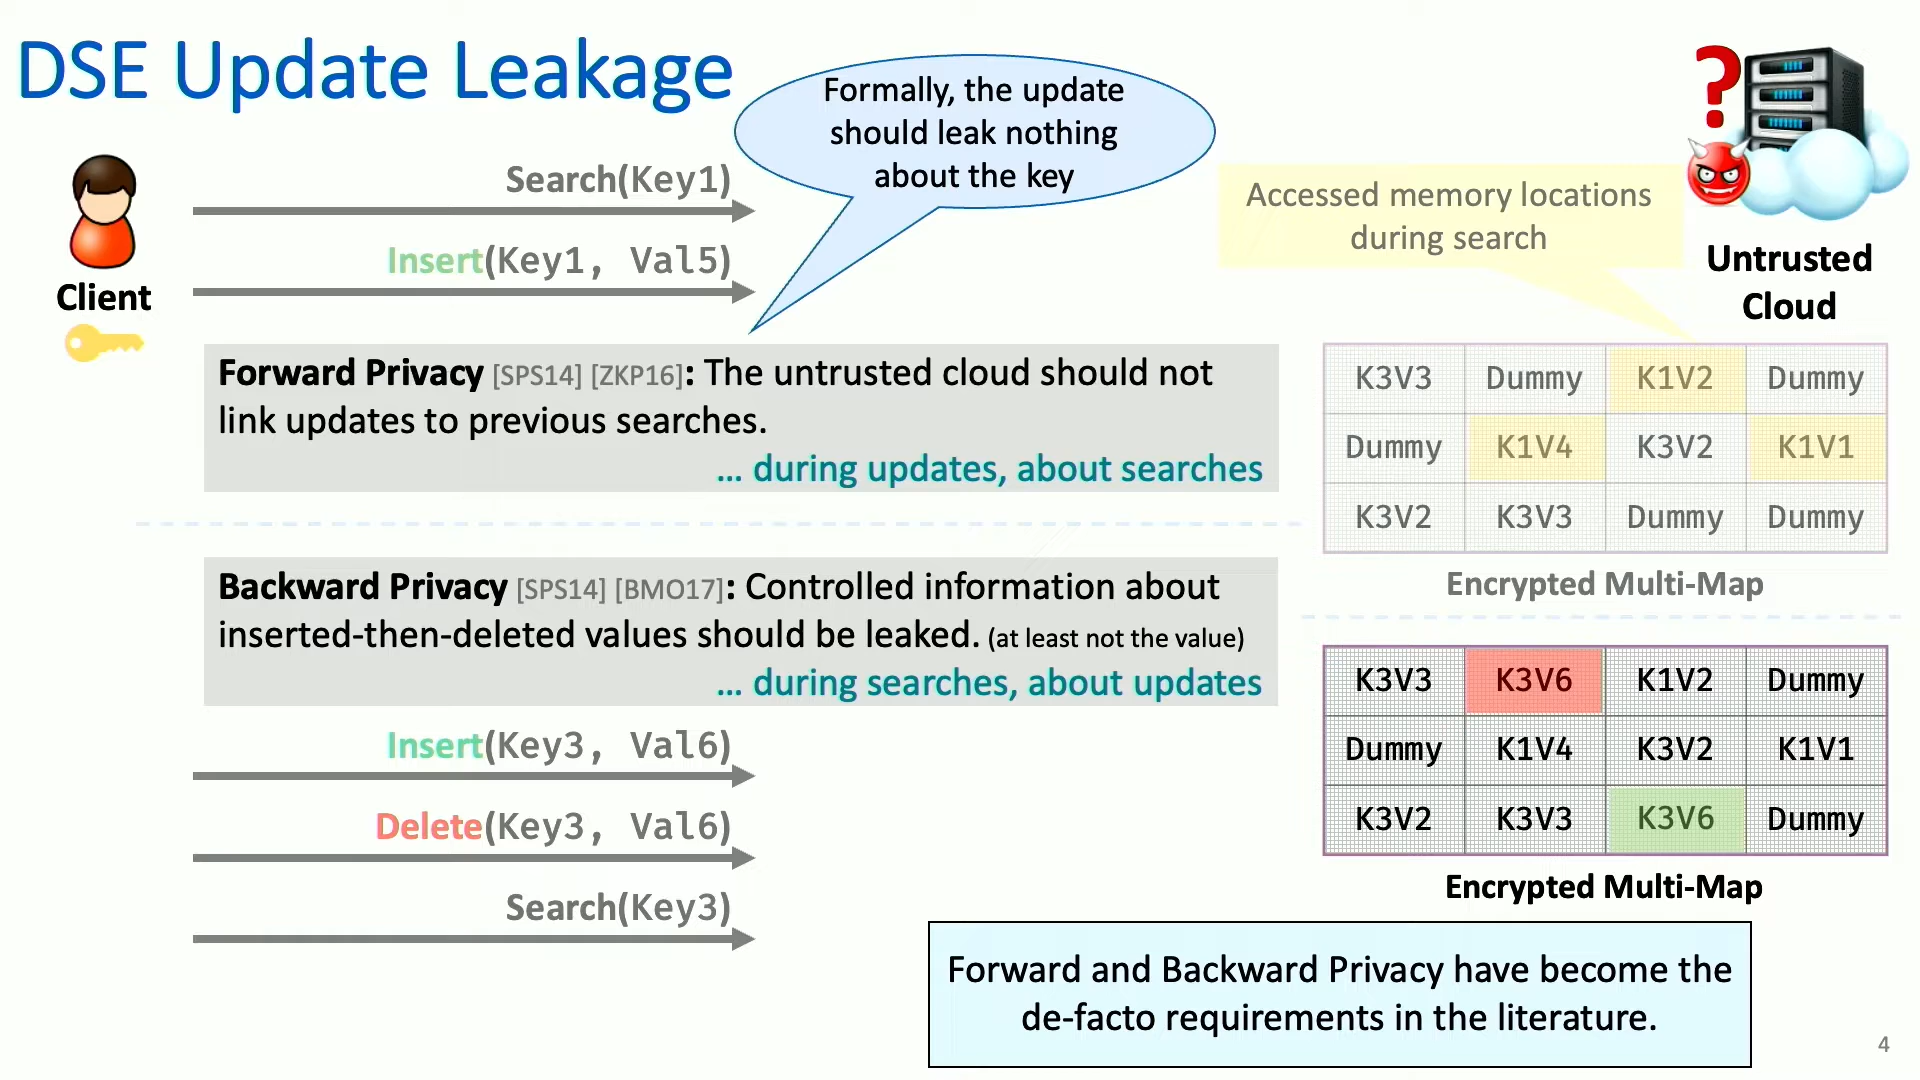 DSE Update Leakage
Formally, the update
should leak nothing
about the key
Search(Key1)
Insert(Key1, Val5)
Client
Accessed memory locations
during search
?
Untrusted
Cloud
Forward Privacy [SPS14] [ZKP16]: The untrusted cloud should not
link updates to previous searches.
... during updates, about searches
K3V3 Dummy K1V2 Dummy
Dummy K1V4 K3V2 K1V1
K3V2 K3V3 Dummy Dummy
Encrypted Multi-Map
Backward Privacy [SPS14] [BMO17]: Controlled information about
inserted-then-deleted values should be leaked. (at least not the value)
... during searches, about updates
Insert(Key3, Val6)
Delete(Key3, Val6)
Search(Key3)
K3V3 K3V6 K1V2 Dummy
Dummy K1V4 K3V2 K1V1
K3V2 K3V3 K3V6 Dummy
Encrypted Multi-Map
Forward and Backward Privacy have become the
de-facto requirements in the literature.
4